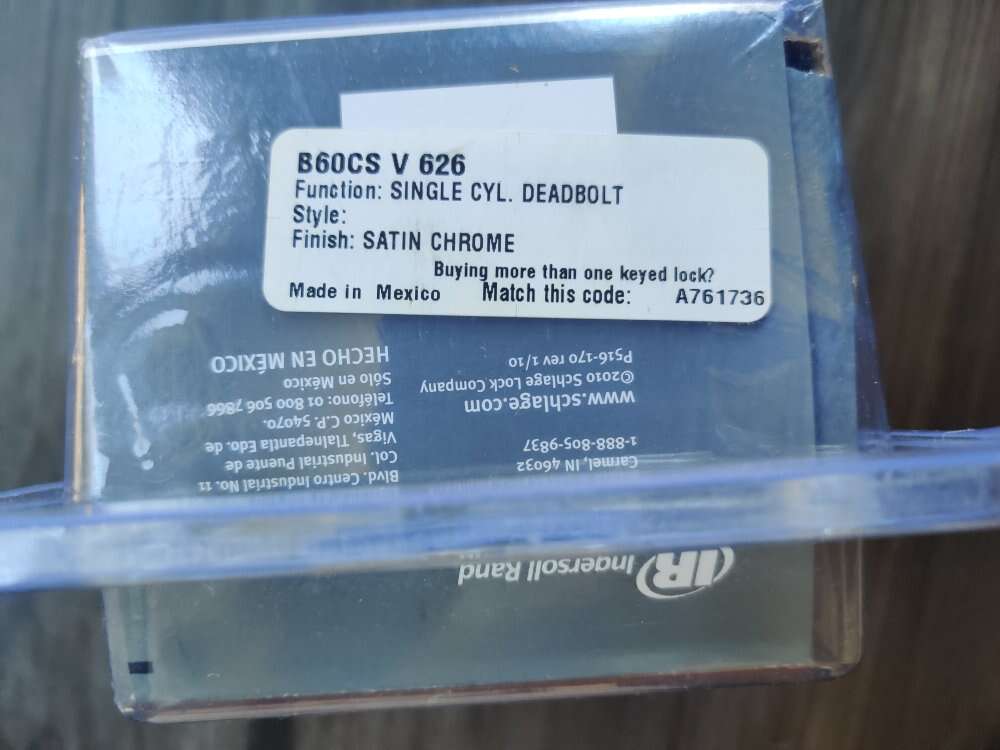 B60CS V 626
Function: SINGLE CYL. DEADBOLT
Style:
Finish: SATIN CHROME
Buying more than one keyed lock?
Made in Mexico Match this code: A761736
IR Ingersoll Rand
Carmel, IN 46032
1-888-805-9837
www.schlage.com
©2010 Schlage Lock Company
P516-170 rev 1/10
Blvd. Centro Industrial No. 11
Col. Industrial Puente de
Vigas, Tlalnepantla Edo. de
México C.P. 54070.
Teléfono: 01 800 506 7866
Sólo en México
HECHO EN MÉXICO